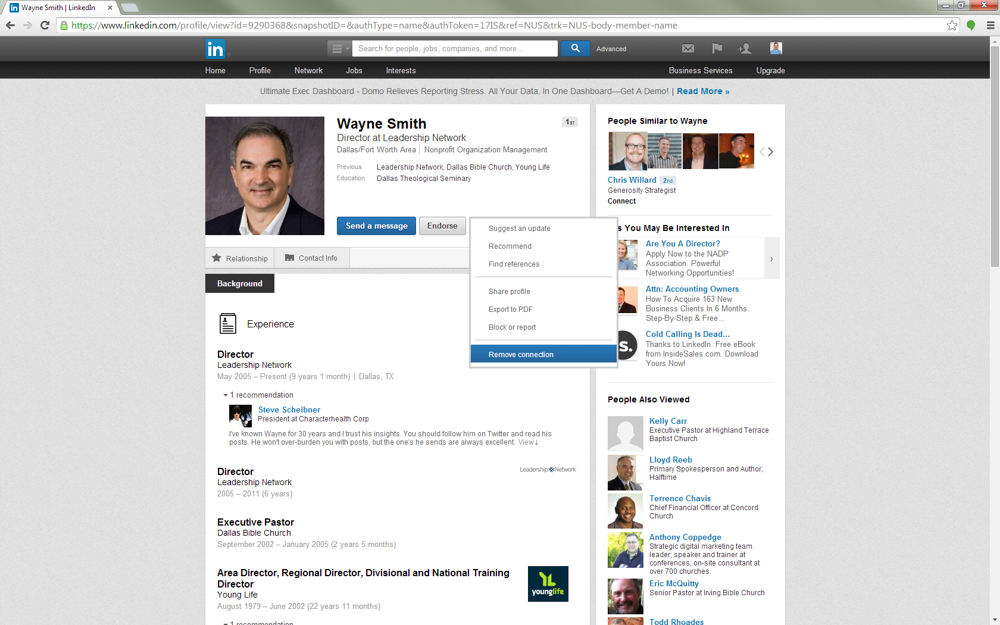 Wayne Smith | LinkedIn
https://www.linkedin.com/profile/view?id=9290368&snapshotID=&authType=name&authToken=17IS&ref=NUS&trk=NUS-body-member-name
in
Search for people, jobs, companies, and more...
Advanced
Home Profile Network Jobs Interests Business Services Upgrade
Ultimate Exec Dashboard - Domo Relieves Reporting Stress. All Your Data, In One Dashboard—Get A Demo! | Read More »
Wayne Smith
1st
Director at Leadership Network
Dallas/Fort Worth Area | Nonprofit Organization Management
Previous Leadership Network, Dallas Bible Church, Young Life
Education Dallas Theological Seminary
Send a message
Endorse
Suggest an update
Recommend
Find references
Share profile
Export to PDF
Block or report
Remove connection
Relationship
Contact Info
Background
Experience
Director
Leadership Network
May 2005 – Present (9 years 1 month) | Dallas, TX
1 recommendation
Steve Scheibner
President at Characterhealth Corp
I've known Wayne for 30 years and I trust his insights. You should follow him on Twitter and read his
posts. He won't over-burden you with posts, but the one's he sends are always excellent. View↓
Director
Leadership Network
Leadership Network
2005 – 2011 (6 years)
Executive Pastor
Dallas Bible Church
September 2002 – January 2005 (2 years 5 months)
Area Director, Regional Director, Divisional and National Training
Director
Young Life
August 1979 – June 2002 (22 years 11 months)
YL
younglife
1 recommendation
People Similar to Wayne
Chris Willard 2nd
Generosity Strategist
Connect
s You May Be Interested In
Are You A Director?
Apply Now to the NADP
Association. Powerful
Networking Opportunities!
Attn: Accounting Owners
How To Acquire 163 New
Business Clients In 6 Months.
Step-By-Step & Free...
s.
Cold Calling Is Dead...
Thanks to LinkedIn. Free eBook
from InsideSales.com. Download
Yours Now!
People Also Viewed
Kelly Carr
Executive Pastor at Highland Terrace
Baptist Church
Lloyd Reeb
Primary Spokesperson and Author,
Halftime
Terrence Chavis
Chief Financial Officer at Concord
Church
Anthony Coppedge
Strategic digital marketing team
leader; speaker and trainer at
conferences; on-site consultant at
over 700 churches.
Eric McQuitty
Senior Pastor at Irving Bible Church
Todd Rhoades